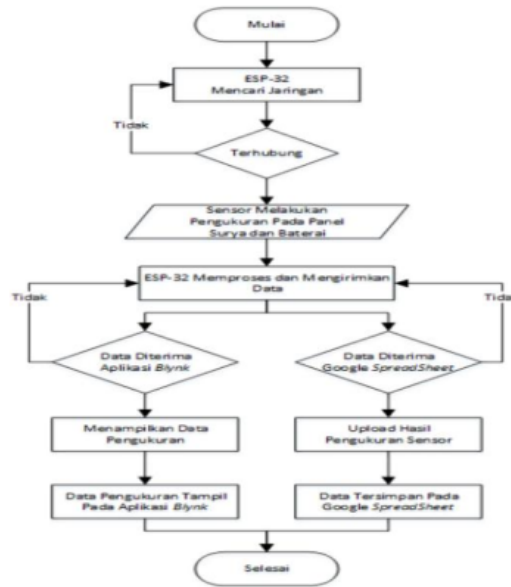 Mulai
ESP-32
Mencari Jaringan
Tidak
Terhubung
Sensor Melakukan
Pengukuran Pada Panel
Surya dan Baterai
ESP-32 Memproses dan Mengirimkan
Data
Tidak
Tidak
Data Diterima
Aplikasi Blynk
Data Diterima
Google SpreadSheet
Menampilkan Data
Pengukuran
Upload Hasil
Pengukuran Sensor
Data Pengukuran Tampil
Pada Aplikasi Blynk
Data Tersimpan Pada
Google SpreadSheet
Selesai